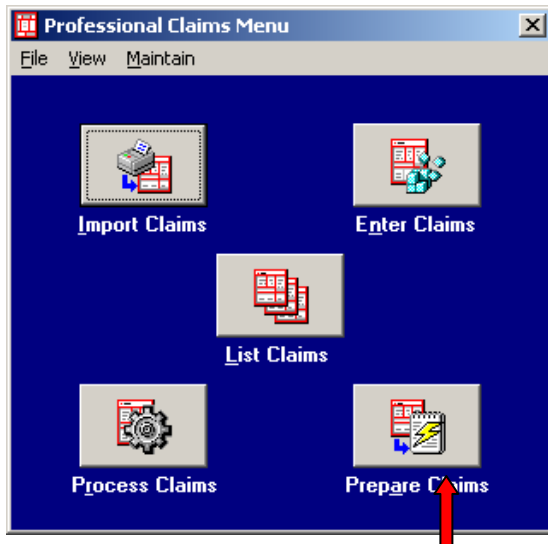 Professional Claims Menu
File View Maintain
Import Claims Enter Claims
List Claims
Process Claims Prepare Claims